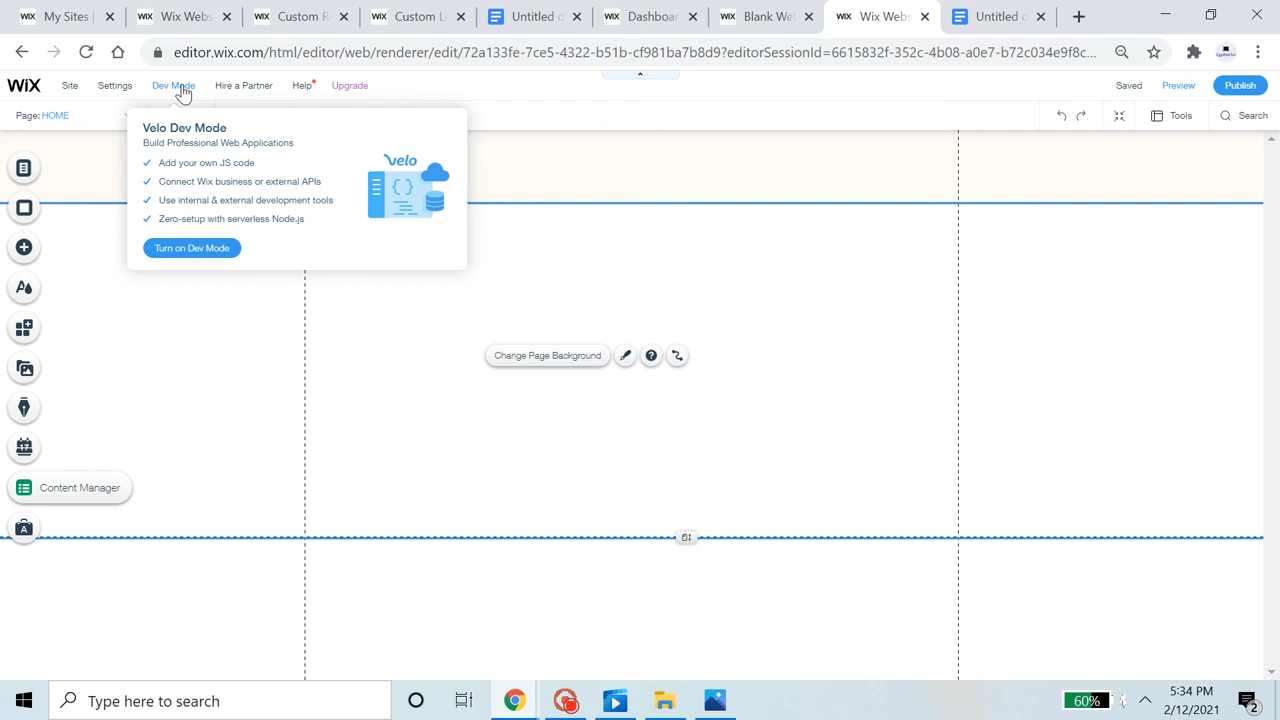 My Sites
Wix Webs
Custom R
Custom Lo
Untitled d
Dashboar
Blank We
Wix Webs
Untitled d
editor.wix.com/html/editor/web/renderer/edit/72a133fe-7ce5-4322-b51b-cf981ba7b8d9?editorSessionId=6615832f-352c-4b08-a0e7-b72c034e9f8c...
WIX Site Settings Dev Mode Hire a Partner Help Upgrade Saved Preview Publish
Page: HOME Tools Search
Velo Dev Mode
Build Professional Web Applications
Add your own JS code
Connect Wix business or external APIs
Use internal & external development tools
Zero-setup with serverless Node.js
Turn on Dev Mode
velo
Change Page Background
Content Manager
Type here to search
60%
5:34 PM
2/12/2021
2